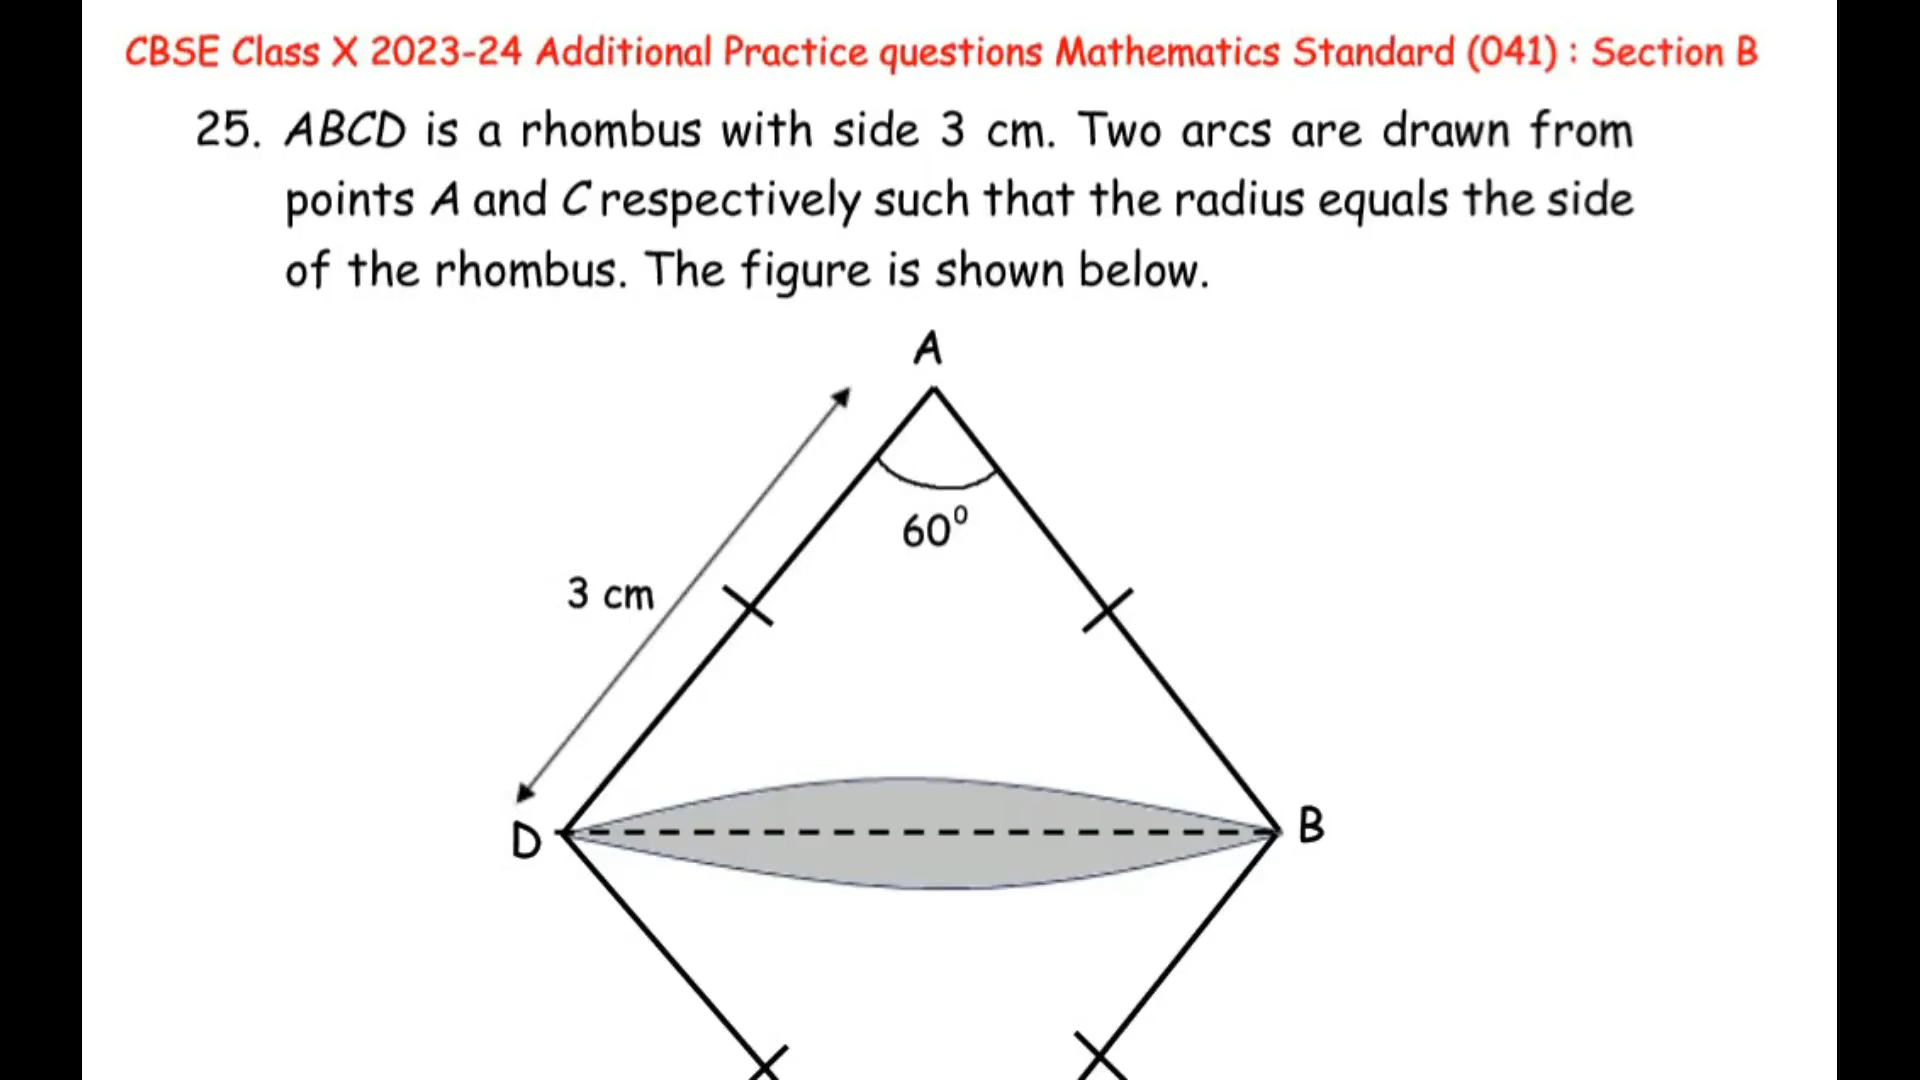 CBSE Class X 2023-24 Additional Practice questions Mathematics Standard (041) : Section B
25. ABCD is a rhombus with side 3 cm. Two arcs are drawn from
points A and C respectively such that the radius equals the side
of the rhombus. The figure is shown below.
A
60⁰
3 cm
D
B